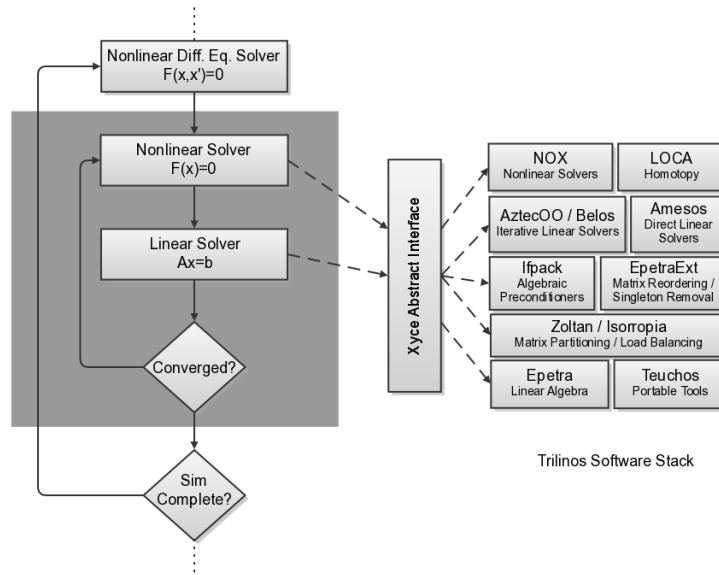 Nonlinear Diff. Eq. Solver
F(x,x')=0
Nonlinear Solver
F(x)=0
Linear Solver
Ax=b
Converged?
Sim
Complete?
Xyce Abstract Interface
NOX
Nonlinear Solvers
LOCA
Homotopy
AztecOO / Belos
Iterative Linear Solvers
Amesos
Direct Linear
Solvers
Ifpack
Algebraic
Preconditioners
EpetraExt
Matrix Reordering /
Singleton Removal
Zoltan / Isorropia
Matrix Partitioning / Load Balancing
Epetra
Linear Algebra
Teuchos
Portable Tools
Trilinos Software Stack